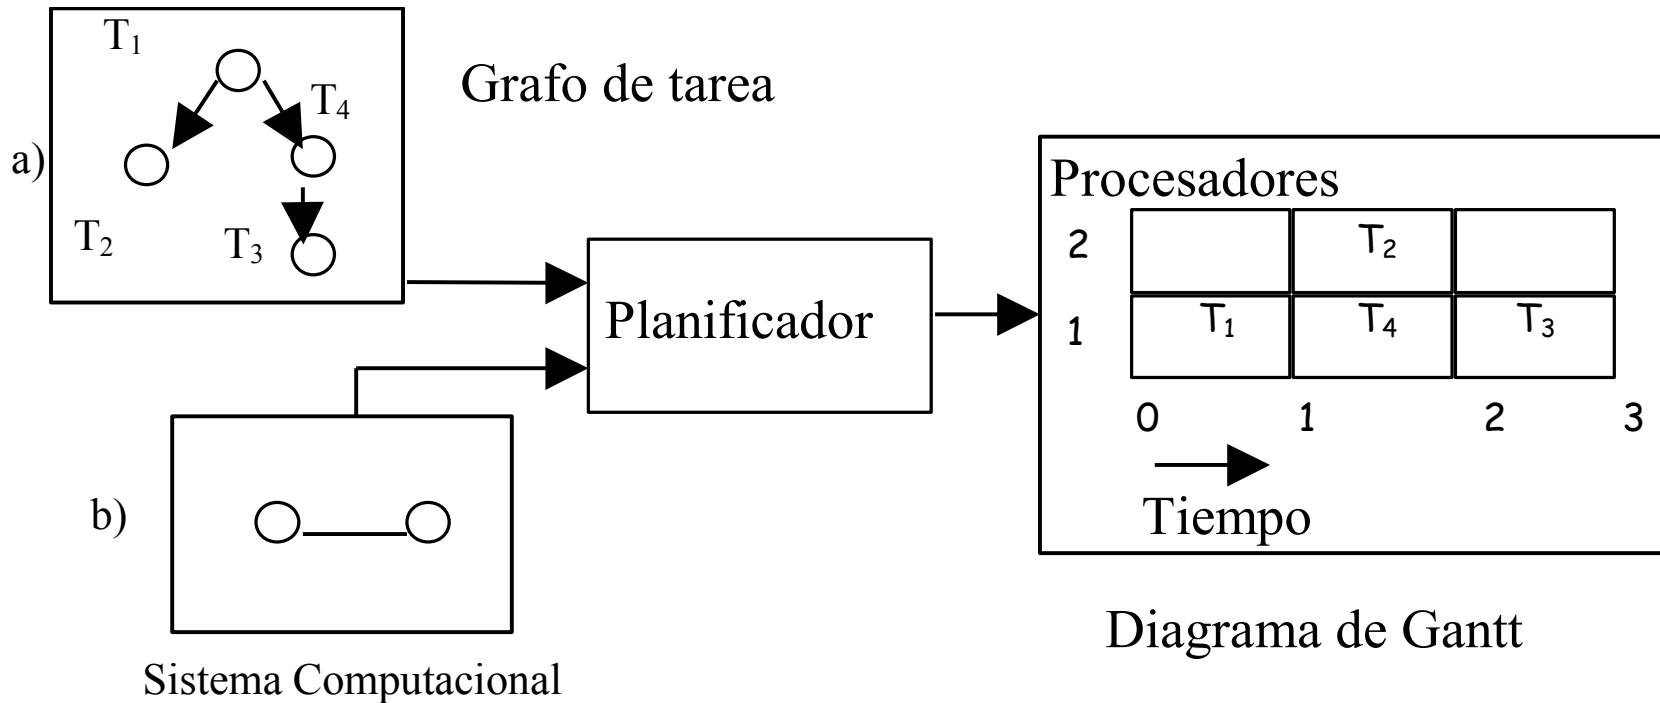 T1
Grafo de tarea
T4
a)
T2
T3
Planificador
Procesadores
2 T2
1 T1 T4 T3
0 1 2 3
Tiempo
b)
Diagrama de Gantt
Sistema Computacional